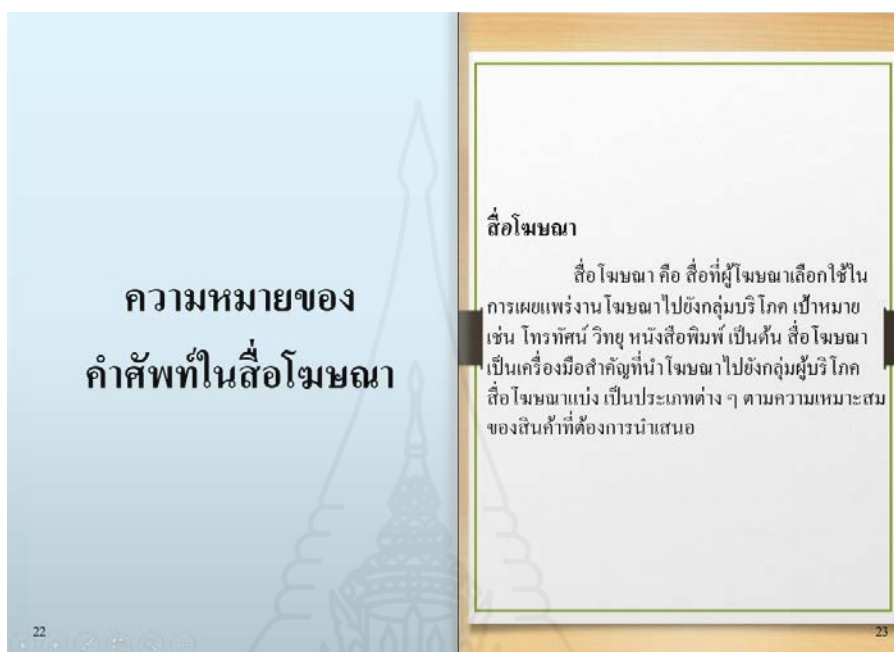 ความหมายของ
คำศัพท์ในสื่อโฆษณา
22
สื่อโฆษณา
สื่อโฆษณา คือ สื่อที่ผู้โฆษณาเลือกใช้ใน
การเผยแพร่งานโฆษณาไปยังกลุ่มบริโภค เป้าหมาย
เช่น โทรทัศน์ วิทยุ หนังสือพิมพ์ เป็นต้น สื่อโฆษณา
เป็นเครื่องมือสำคัญที่นำโฆษณาไปยังกลุ่มผู้บริโภค
สื่อโฆษณาแบ่ง เป็นประเภทต่าง ๆ ตามความเหมาะสม
ของสินค้าที่ต้องการนำเสนอ
23